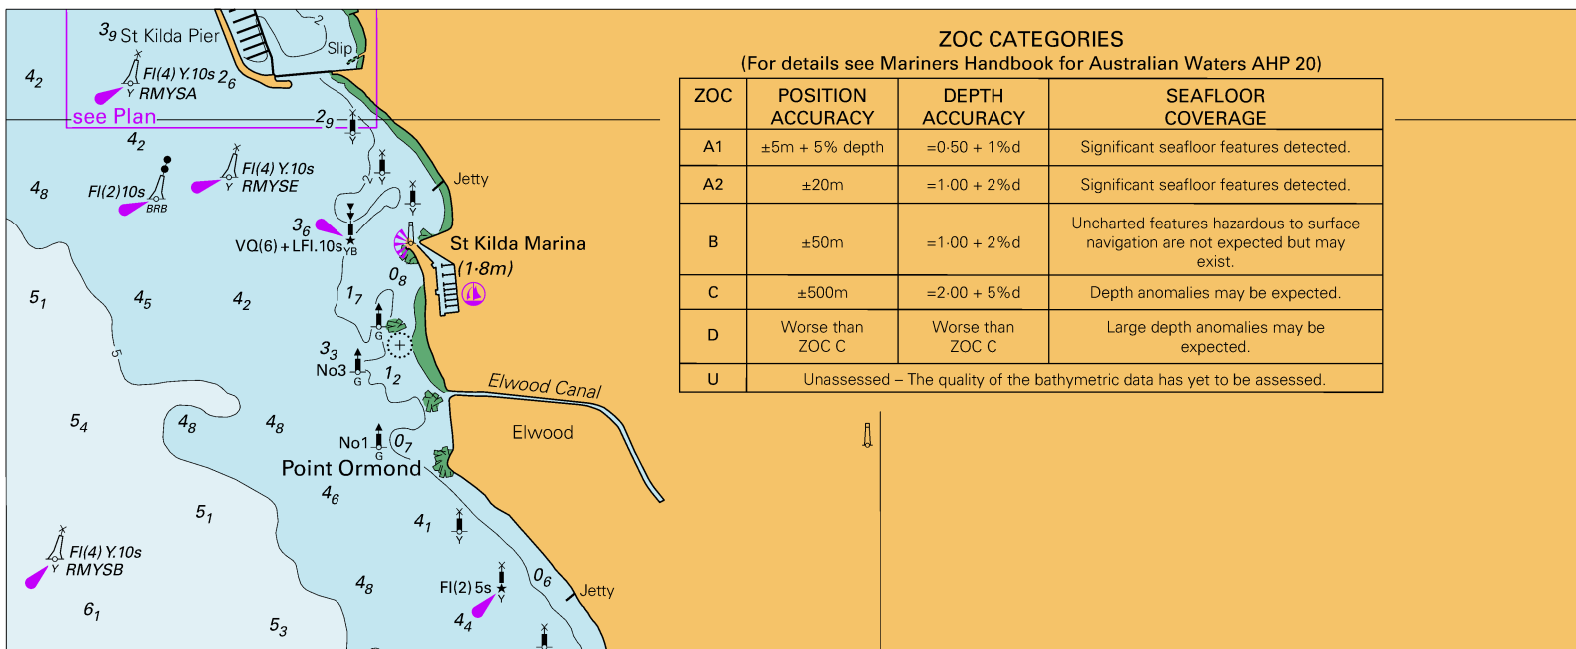 3₉ St Kilda Pier
2
Slip
4₂
Fl(4) Y.10s
2₆
Y
RMYSA
see Plan
2₉
Y
4₂
Fl(4) Y.10s
Y
RMYSE
Y
2
Jetty
4₈
Fl(2)10s
BRB
Y
3₆
VQ(6)+LFl.10s
YB
St Kilda Marina
(1·8m)
0₈
5₁
4₅
4₂
1₇
G
5
3₃
No3
G
1₂
Elwood Canal
Elwood
5₄
4₈
4₈
No1
G
0₇
Point Ormond
4₆
5₁
4₁
Y
Fl(4) Y.10s
Y
RMYSB
4₈
Fl(2)5s
Y
0₆
Jetty
6₁
5₃
4₄
ZOC CATEGORIES
(For details see Mariners Handbook for Australian Waters AHP 20)
ZOC
POSITION
ACCURACY
DEPTH
ACCURACY
SEAFLOOR
COVERAGE
A1
±5m + 5% depth
=0·50 + 1%d
Significant seafloor features detected.
A2
±20m
=1·00 + 2%d
Significant seafloor features detected.
B
±50m
=1·00 + 2%d
Uncharted features hazardous to surface
navigation are not expected but may
exist.
C
±500m
=2·00 + 5%d
Depth anomalies may be expected.
D
Worse than
ZOC C
Worse than
ZOC C
Large depth anomalies may be
expected.
U
Unassessed – The quality of the bathymetric data has yet to be assessed.